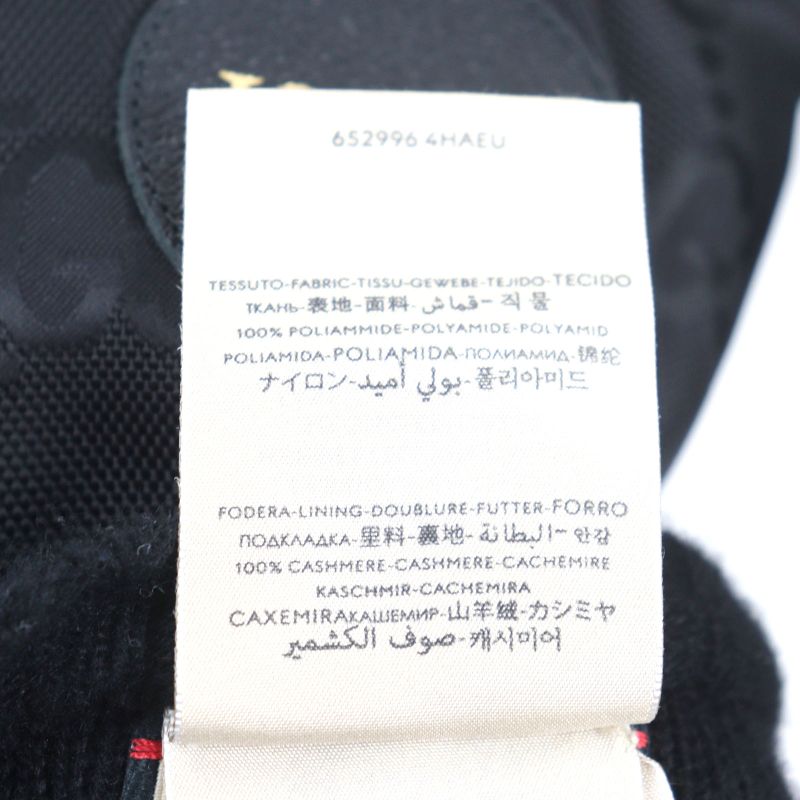 652996 4HAEU
TESSUTO-FABRIC-TISSU-GEWEBE-TEJIDO-TECIDO
ТКАНЬ-表地-面料-قماش-직물
100% POLIAMMIDE-POLYAMIDE-POLYAMID
POLIAMIDA-POLIAMIDA-ПОЛИАМИД-锦纶
ナイロン-بولي أميد-폴리아미드
FODERA-LINING-DOUBLURE-FUTTER-FORRO
ПОДКЛАДКА-里料-裏地-البطانة-안감
100% CASHMERE-CASHMERE-CACHEMIRE
KASCHMIR-CACHEMIRA
CAXEMIRAКАШЕМИР-山羊绒-カシミヤ
صوف الكشمير-캐시미어